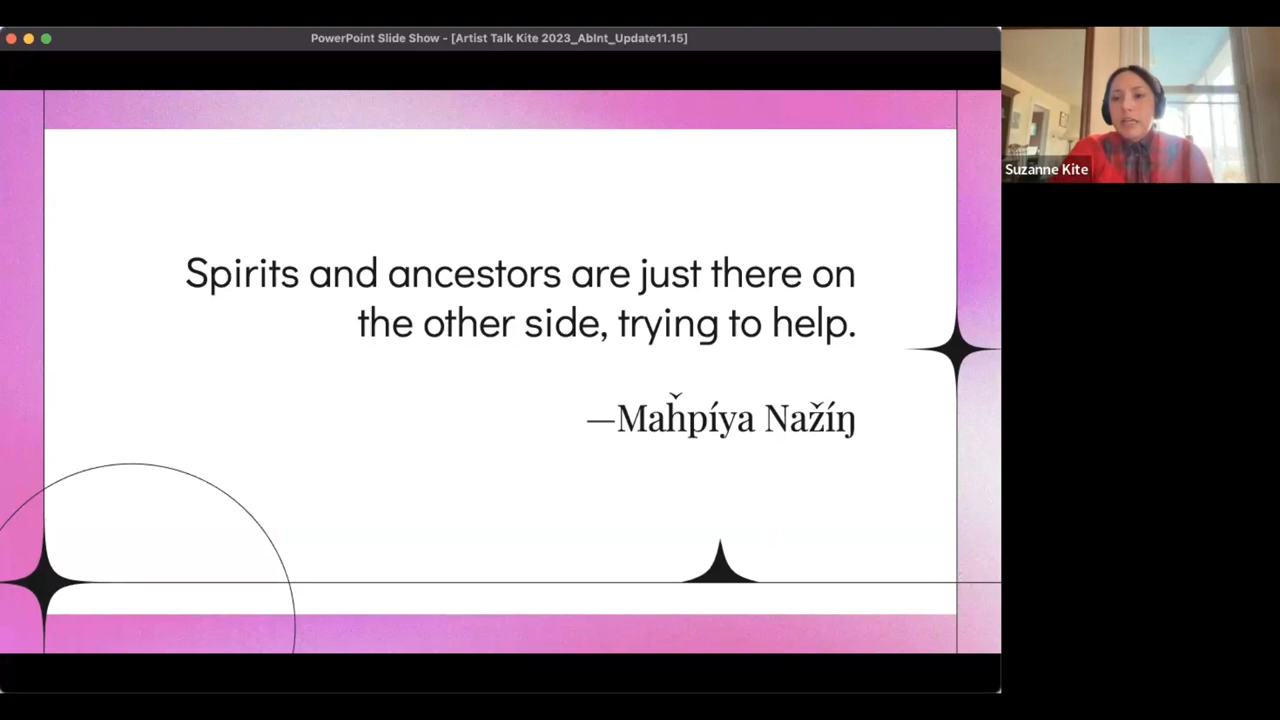 PowerPoint Slide Show - [Artist Talk Kite 2023_AbInt_Update11.15]
Spirits and ancestors are just there on
the other side, trying to help.
—Maȟpíya Nažíŋ
Suzanne Kite